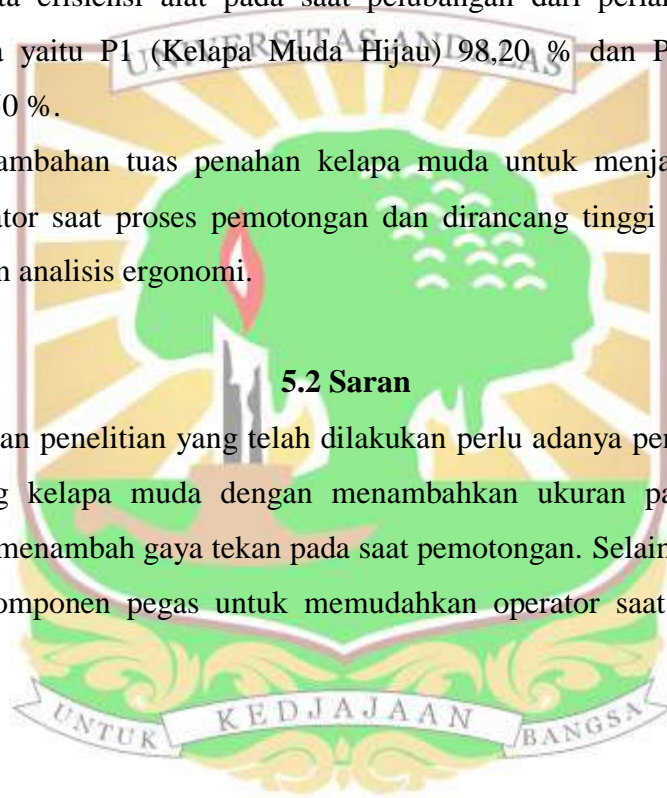 efisiensi alat pada saat pelubangan dari
yaitu P1 (Kelapa Muda Hijau) 98,20 % dan
0 %.
ambahan tuas penahan kelapa muda untuk menja
ator saat proses pemotongan dan dirancang tinggi
n analisis ergonomi.
5.2 Saran
an penelitian yang telah dilakukan perlu adanya per
g kelapa muda dengan menambahkan ukuran pa
menambah gaya tekan pada saat pemotongan. Selain
omponen pegas untuk memudahkan operator saat
UNIVERSITAS ANDALAS
UNTUK KEDJAJAAN BANGSA